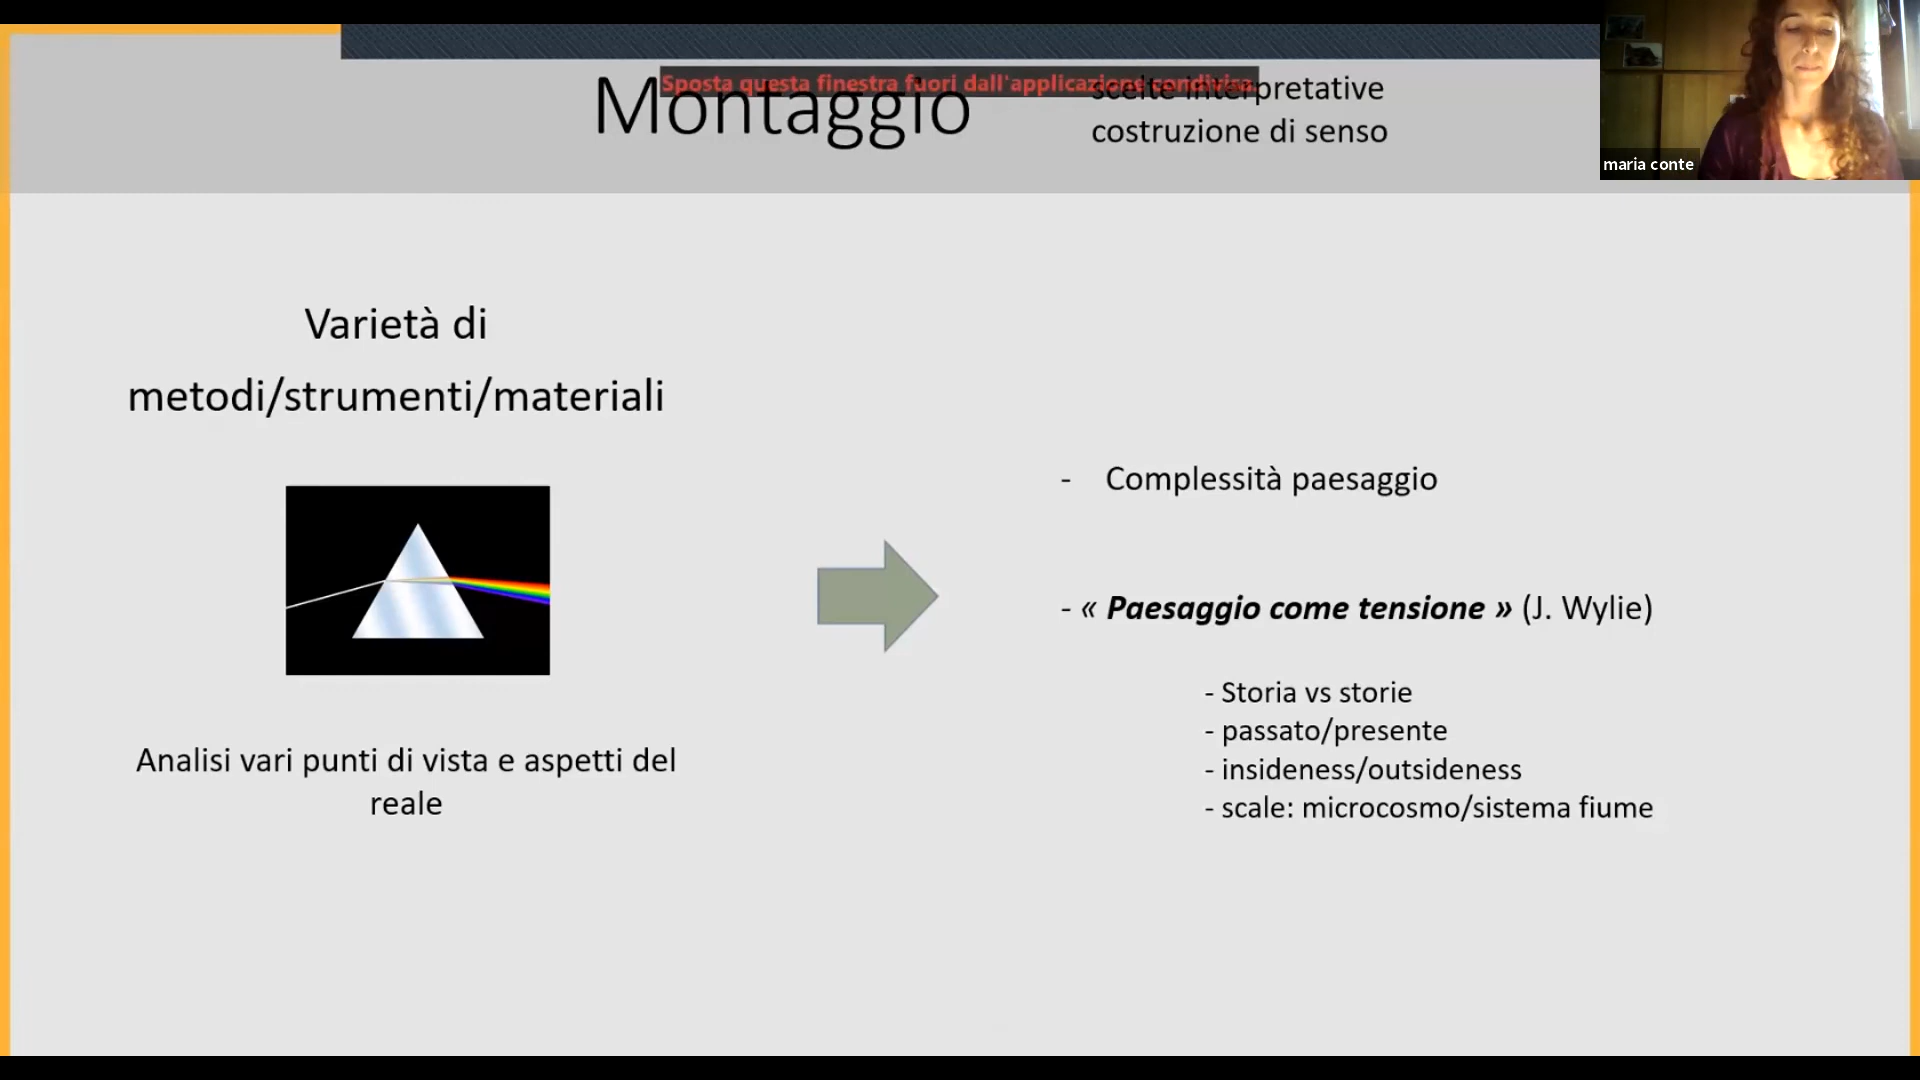 Sposta questa finestra fuori dall'applicazione condivisa.
Montaggio
scelte interpretative
costruzione di senso
maria conte
Varietà di
metodi/strumenti/materiali
Analisi vari punti di vista e aspetti del
reale
- Complessità paesaggio
- « Paesaggio come tensione » (J. Wylie)
- Storia vs storie
- passato/presente
- insideness/outsideness
- scale: microcosmo/sistema fiume